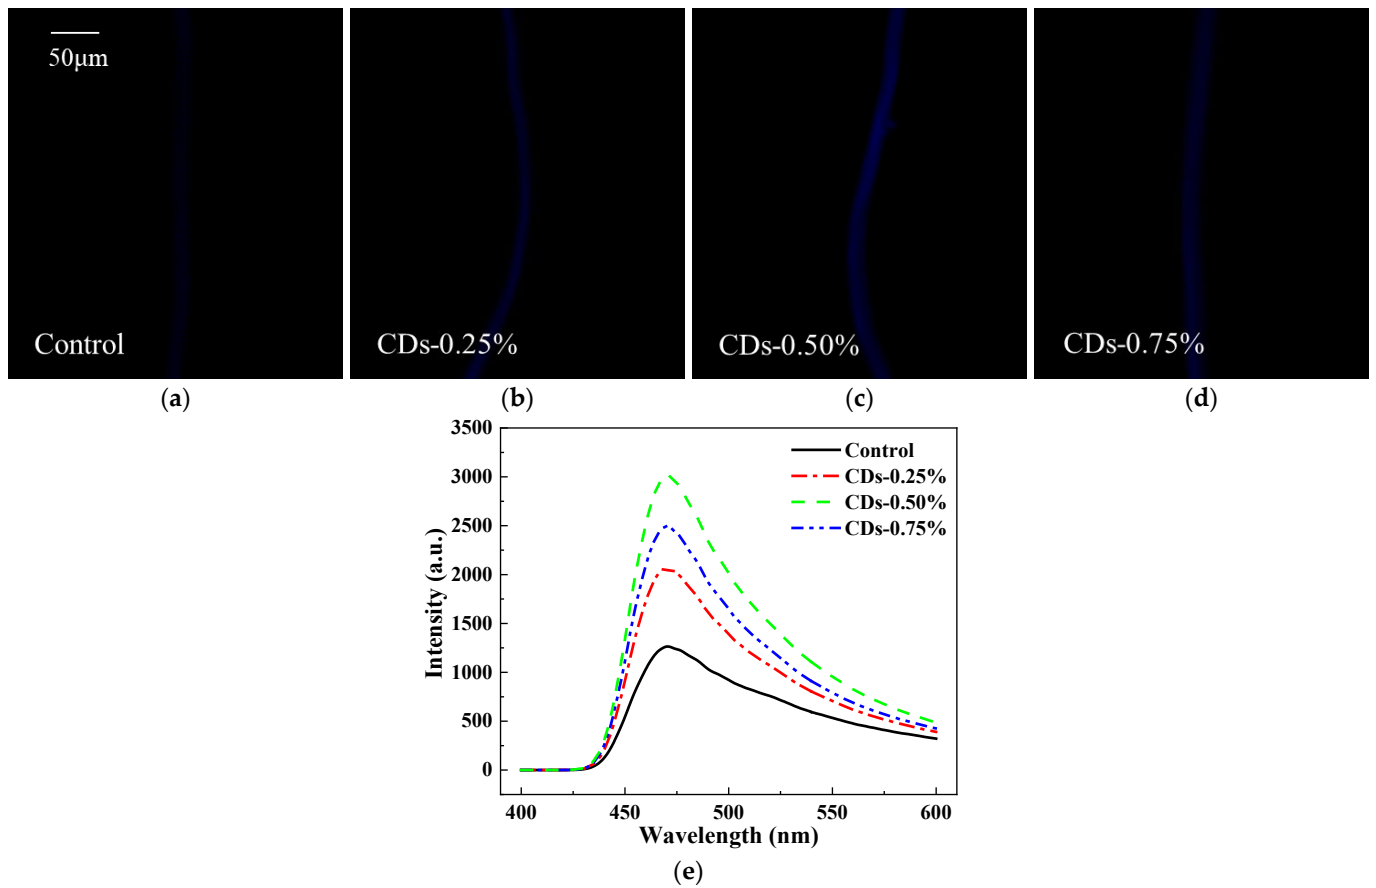 50μm
Control
CDs-0.25%
CDs-0.50%
CDs-0.75%
(a)
(b)
(c)
(d)
3500
3000
2500
2000
1500
1000
500
0
Intensity (a.u.)
Control
CDs-0.25%
CDs-0.50%
CDs-0.75%
400
450
500
550
600
Wavelength (nm)
(e)